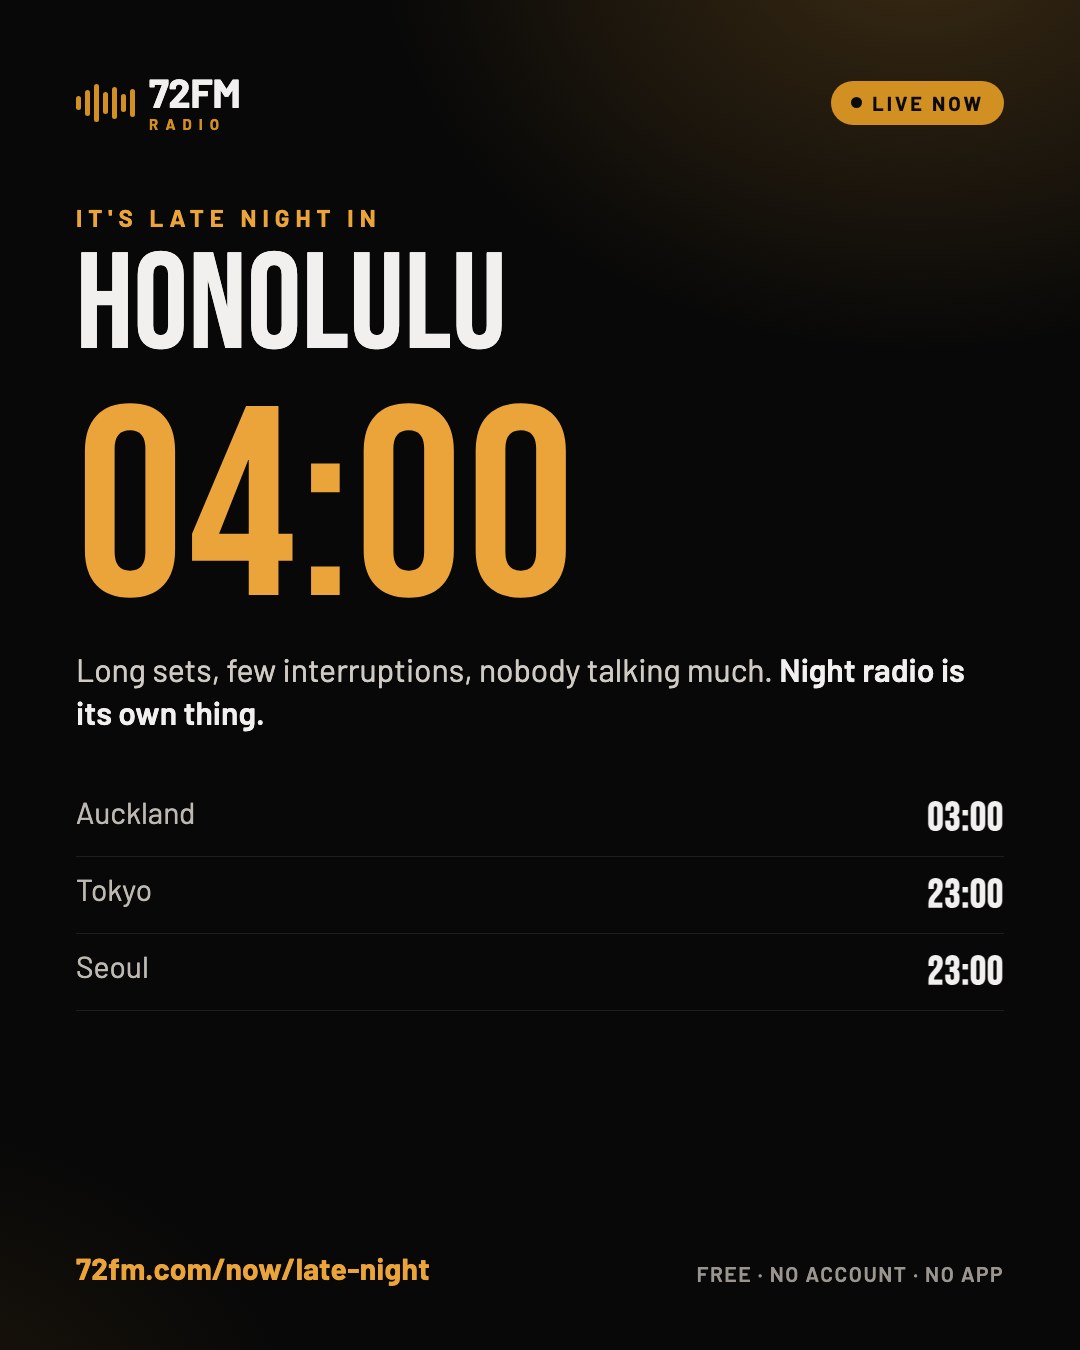 72FM
RADIO
LIVE NOW
IT'S LATE NIGHT IN
HONOLULU
04:00
Long sets, few interruptions, nobody talking much. Night radio is
its own thing.
Auckland 03:00
Tokyo 23:00
Seoul 23:00
72fm.com/now/late-night
FREE · NO ACCOUNT · NO APP